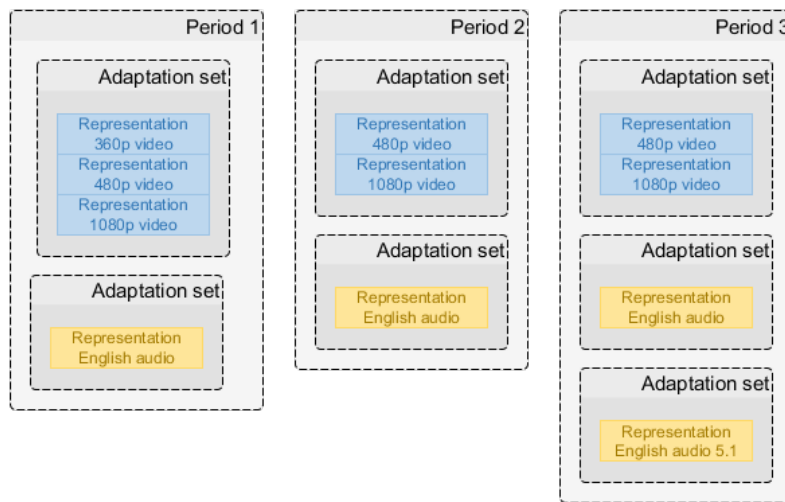 Period 1
Adaptation set
Representation
360p video
Representation
480p video
Representation
1080p video
Adaptation set
Representation
English audio
Period 2
Adaptation set
Representation
480p video
Representation
1080p video
Adaptation set
Representation
English audio
Period 3
Adaptation set
Representation
480p video
Representation
1080p video
Adaptation set
Representation
English audio
Adaptation set
Representation
English audio 5.1